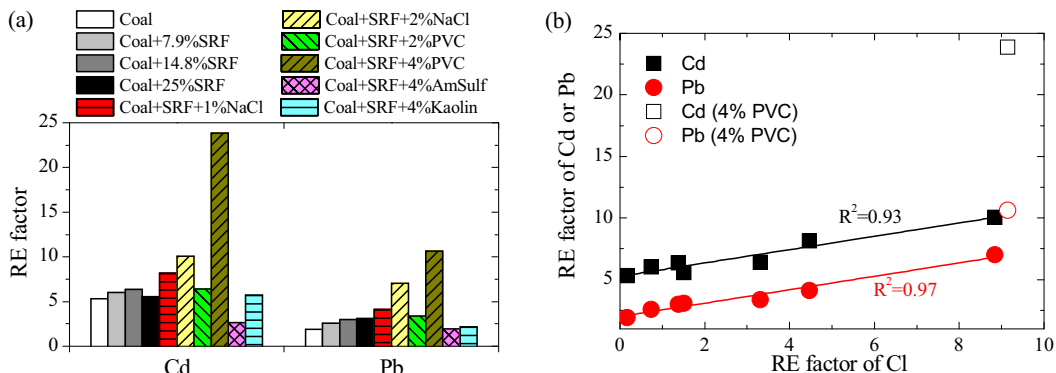 (a)
Coal
Coal+7.9%SRF
Coal+14.8%SRF
Coal+25%SRF
Coal+SRF+1%NaCl
Coal+SRF+2%NaCl
Coal+SRF+2%PVC
Coal+SRF+4%PVC
Coal+SRF+4%AmSulf
Coal+SRF+4%Kaolin
RE factor
25
20
15
10
5
0
Cd
Pb
(b)
RE factor of Cd or Pb
25
20
15
10
5
0
Cd
Pb
Cd (4% PVC)
Pb (4% PVC)
R²=0.93
R²=0.97
0
2
4
6
8
10
RE factor of Cl